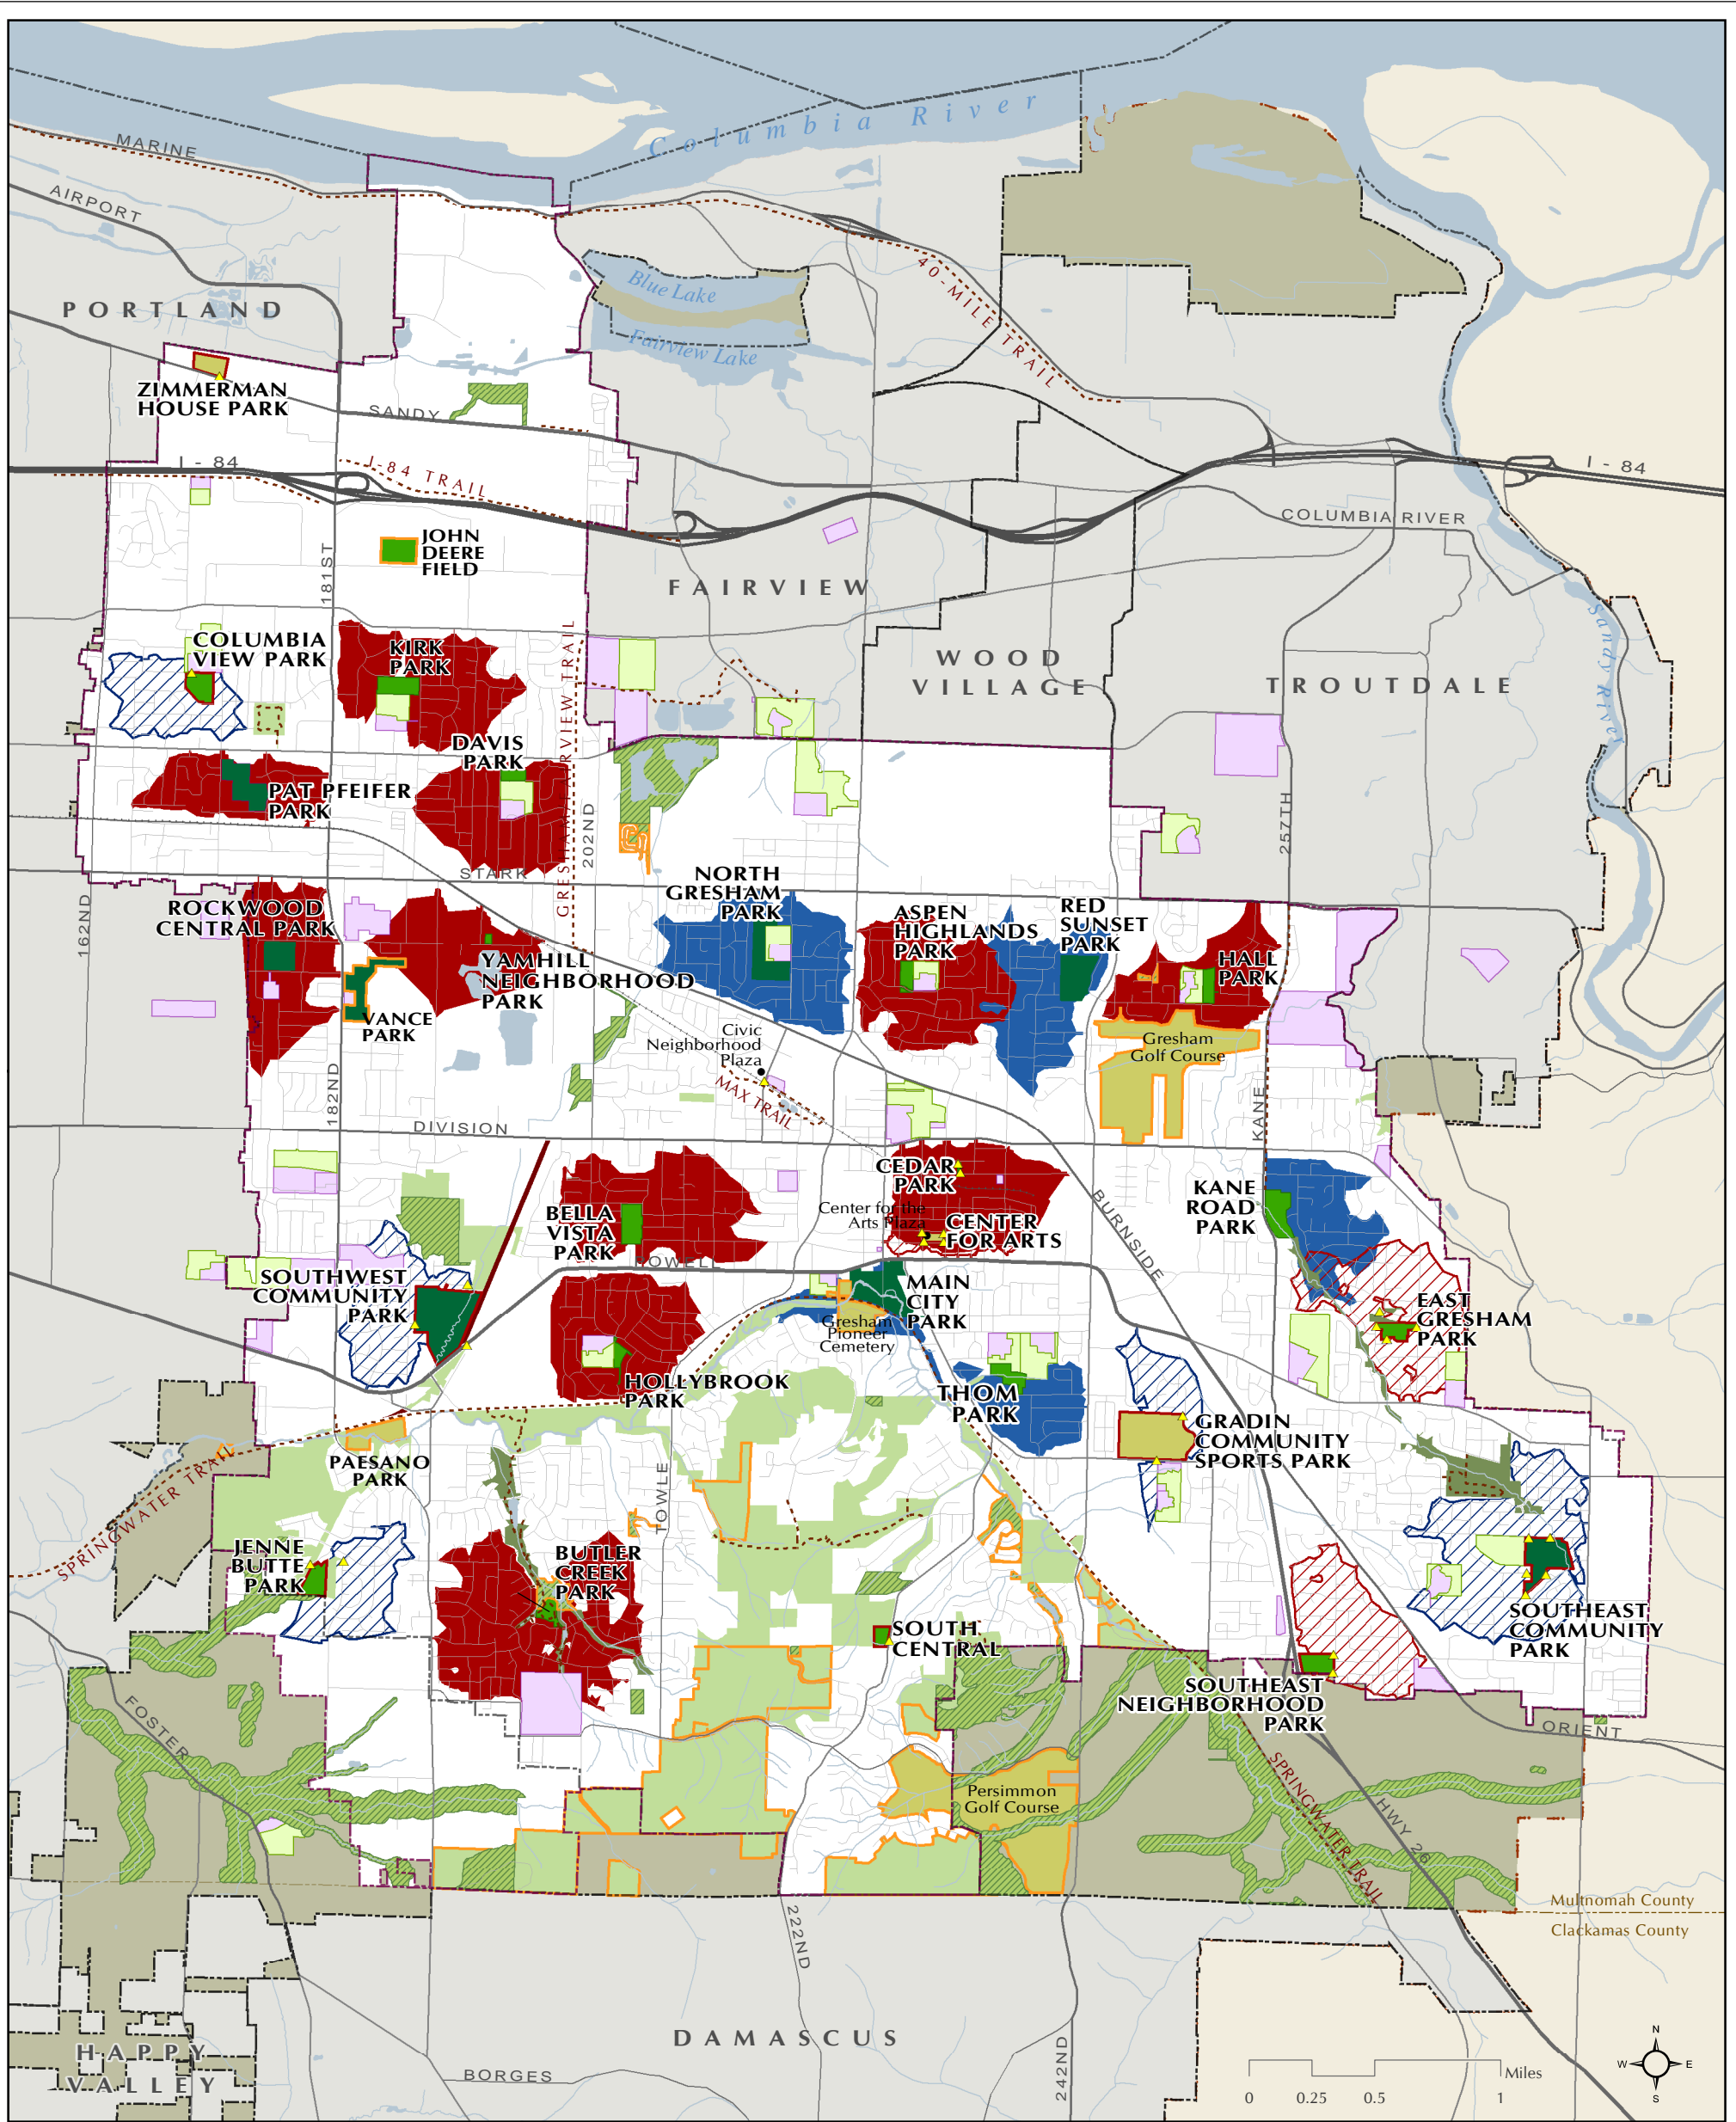 Columbia River
MARINE
AIRPORT
PORTLAND
Blue Lake
Fairview Lake
40-MILE TRAIL
ZIMMERMAN
HOUSE PARK
SANDY
I - 84
I-84 TRAIL
I - 84
COLUMBIA RIVER
JOHN
DEERE
FIELD
181ST
FAIRVIEW
Sandy River
COLUMBIA
VIEW PARK
KIRK
PARK
GRESHAM FAIRVIEW TRAIL
WOOD
VILLAGE
TROUTDALE
DAVIS
PARK
PAT PFEIFER
PARK
202ND
257TH
STARK
162ND
ROCKWOOD
CENTRAL PARK
NORTH
GRESHAM
PARK
ASPEN
HIGHLANDS
PARK
RED
SUNSET
PARK
HALL
PARK
YAMHILL
NEIGHBORHOOD
PARK
VANCE
PARK
Civic
Neighborhood
Plaza
MAX TRAIL
Gresham
Golf Course
182ND
KANE
DIVISION
CEDAR
PARK
Center for the
Arts Plaza
CENTER
FOR ARTS
BELLA
VISTA
PARK
BURNSIDE
KANE
ROAD
PARK
POWELL
SOUTHWEST
COMMUNITY
PARK
MAIN
CITY
PARK
Gresham
Pioneer
Cemetery
EAST
GRESHAM
PARK
HOLLYBROOK
PARK
THOM
PARK
GRADIN
COMMUNITY
SPORTS PARK
PAESANO
PARK
SPRINGWATER TRAIL
TOWLE
JENNE
BUTTE
PARK
BUTLER
CREEK
PARK
SOUTH
CENTRAL
SOUTHEAST
COMMUNITY
PARK
SOUTHEAST
NEIGHBORHOOD
PARK
FOSTER
ORIENT
SPRINGWATER TRAIL
HWY 26
Persimmon
Golf Course
Multnomah County
Clackamas County
222ND
DAMASCUS
HAPPY
VALLEY
BORGES
242ND
N
W
E
S
Miles
0 0.25 0.5 1